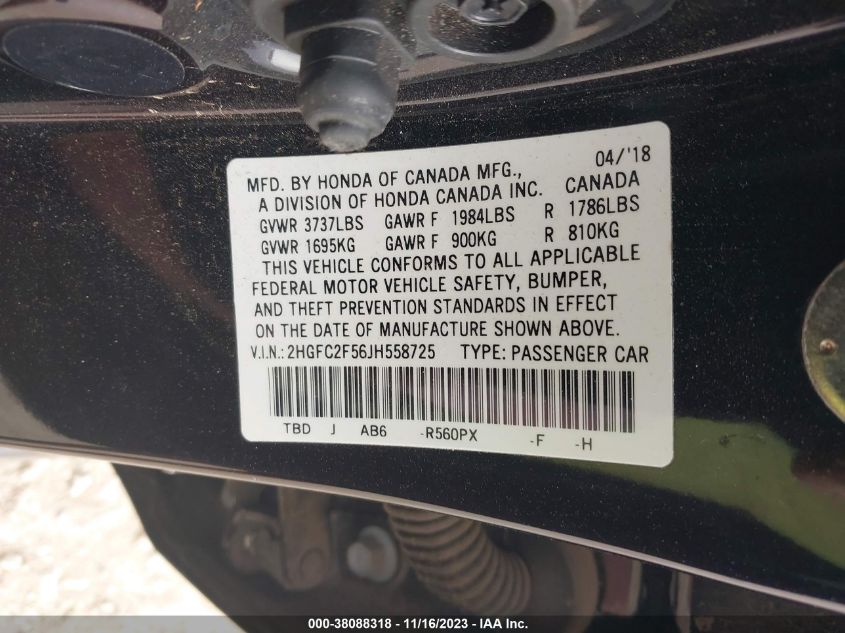 04/'18
MFD. BY HONDA OF CANADA MFG.,
A DIVISION OF HONDA CANADA INC. CANADA
GVWR 3737LBS GAWR F 1984LBS R 1786LBS
GVWR 1695KG GAWR F 900KG R 810KG
THIS VEHICLE CONFORMS TO ALL APPLICABLE
FEDERAL MOTOR VEHICLE SAFETY, BUMPER,
AND THEFT PREVENTION STANDARDS IN EFFECT
ON THE DATE OF MANUFACTURE SHOWN ABOVE.
V.I.N.: 2HGFC2F56JH558725 TYPE: PASSENGER CAR
TBD J AB6 -R560PX -F -H
000-38088318 - 11/16/2023 - IAA Inc.